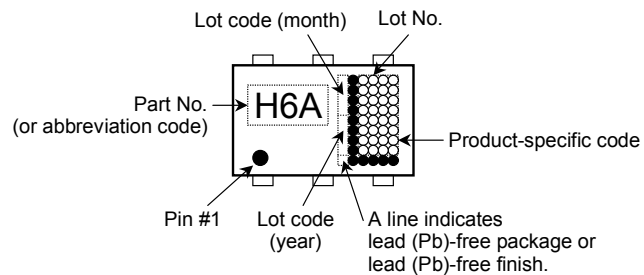 Lot code (month)
Lot No.
Part No.
(or abbreviation code)
H6A
Product-specific code
Pin #1
Lot code
(year)
A line indicates
lead (Pb)-free package or
lead (Pb)-free finish.